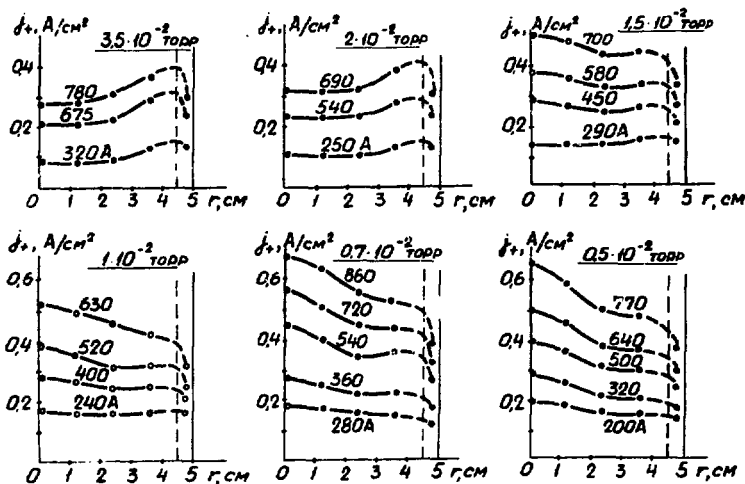 j+, А/см² 3,5·10⁻² торр
0,4
780
675
0,2
320А
0 1 2 3 4 5 r, см
j+, А/см² 2·10⁻² торр
0,4
690
540
0,2
250А
0 1 2 3 4 5 r, см
j+, А/см² 700 1,5·10⁻² торр
0,4
580
450
0,2
290А
0 1 2 3 4 5 r, см
j+, А/см² 1·10⁻² торр
0,6
630
0,4
520
400
0,2
240А
0 1 2 3 4 5 r, см
j+, А/см² 0,7·10⁻² торр
0,6
860
720
0,4
540
360
0,2
280А
0 1 2 3 4 5 r, см
j+, А/см² 0,5·10⁻² торр
0,6
770
640
0,4
500
320
0,2
200А
0 1 2 3 4 5 r, см